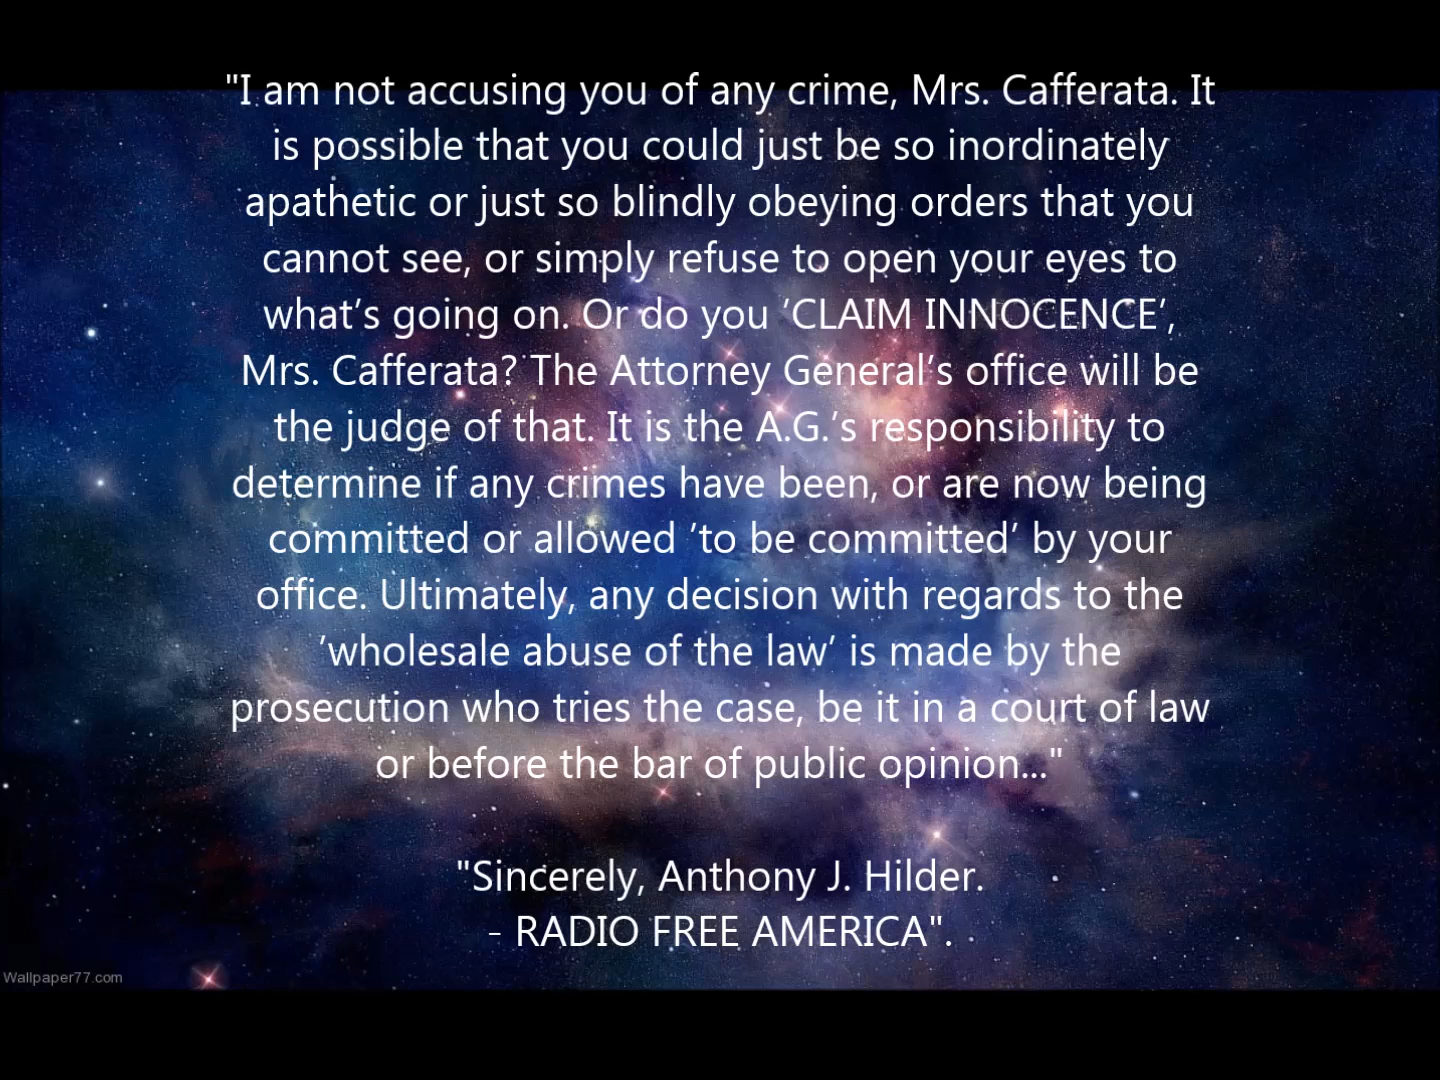 "I am not accusing you of any crime, Mrs. Cafferata. It
is possible that you could just be so inordinately
apathetic or just so blindly obeying orders that you
cannot see, or simply refuse to open your eyes to
what's going on. Or do you ’CLAIM INNOCENCE’,
Mrs. Cafferata? The Attorney General’s office will be
the judge of that. It is the A.G.’s responsibility to
determine if any crimes have been, or are now being
committed or allowed ’to be committed’ by your
office. Ultimately, any decision with regards to the
’wholesale abuse of the law’ is made by the
prosecution who tries the case, be it in a court of law
or before the bar of public opinion..."
"Sincerely, Anthony J. Hilder.
- RADIO FREE AMERICA".
Wallpaper77.com